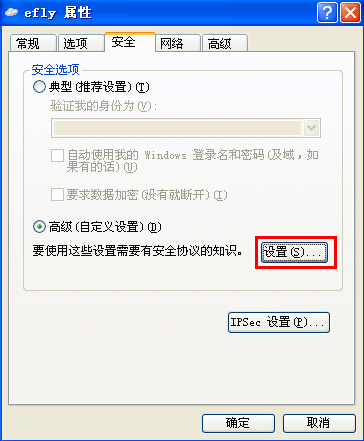 efly 属性
常规 选项 安全 网络 高级
安全选项
典型(推荐设置)(T)
验证我的身份为(V):
自动使用我的 Windows 登录名和密码(及域，如
果有的话)(U)
要求数据加密(没有就断开)(I)
高级(自定义设置)(D)
要使用这些设置需要有安全协议的知识。 设置(S)...
IPSec 设置(P)...
确定 取消